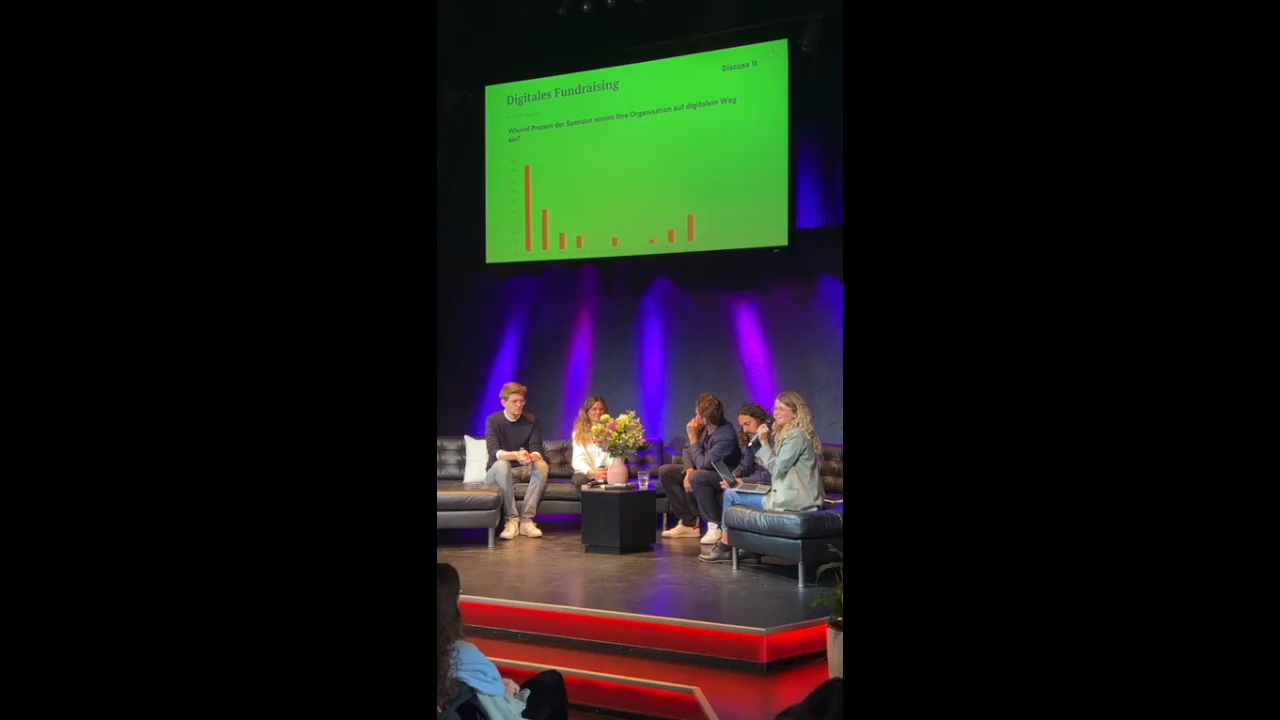 Discuss it
Digitales Fundraising
Wieviel Prozent der Spenden nimmt Ihre Organisation auf digitalem Weg
ein?